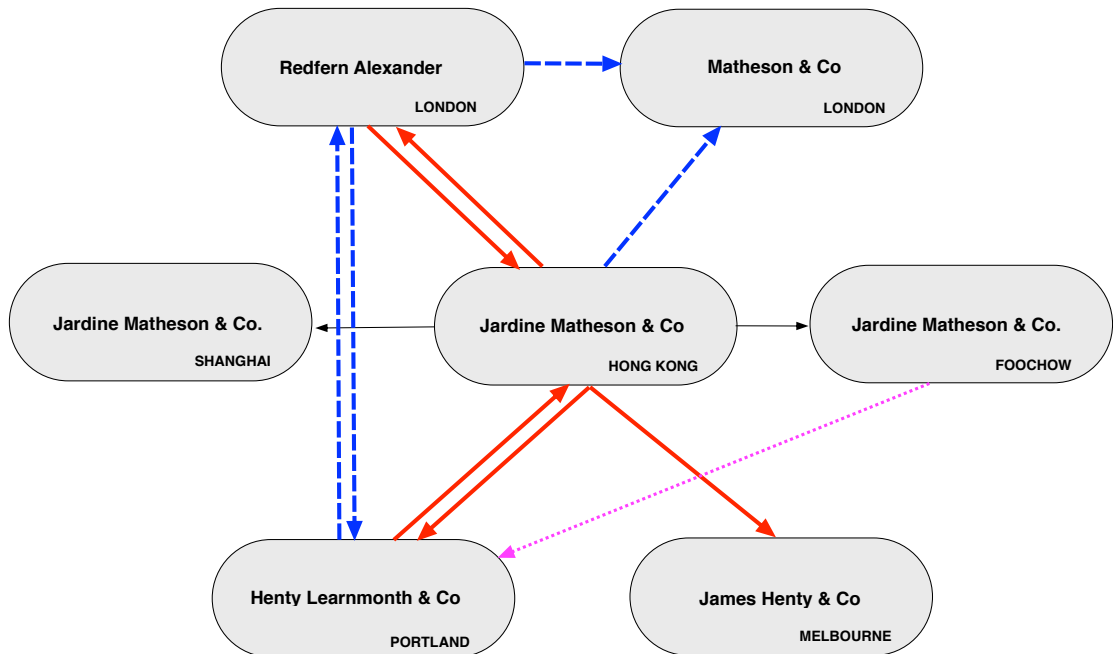 Redfern Alexander
LONDON
Matheson & Co
LONDON
Jardine Matheson & Co.
SHANGHAI
Jardine Matheson & Co
HONG KONG
Jardine Matheson & Co.
FOOCHOW
Henty Learnmonth & Co
PORTLAND
James Henty & Co
MELBOURNE